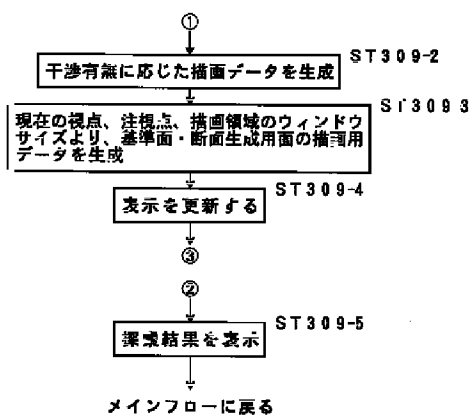 ①
干渉有無に応じた描画データを生成
ST309-2
現在の視点、注視点、描画領域のウィンドウ
サイズより、基準面・断面生成用面の描画用
データを生成
ST309 3
表示を更新する
ST309-4
③
②
探索結果を表示
ST309-5
メインフローに戻る